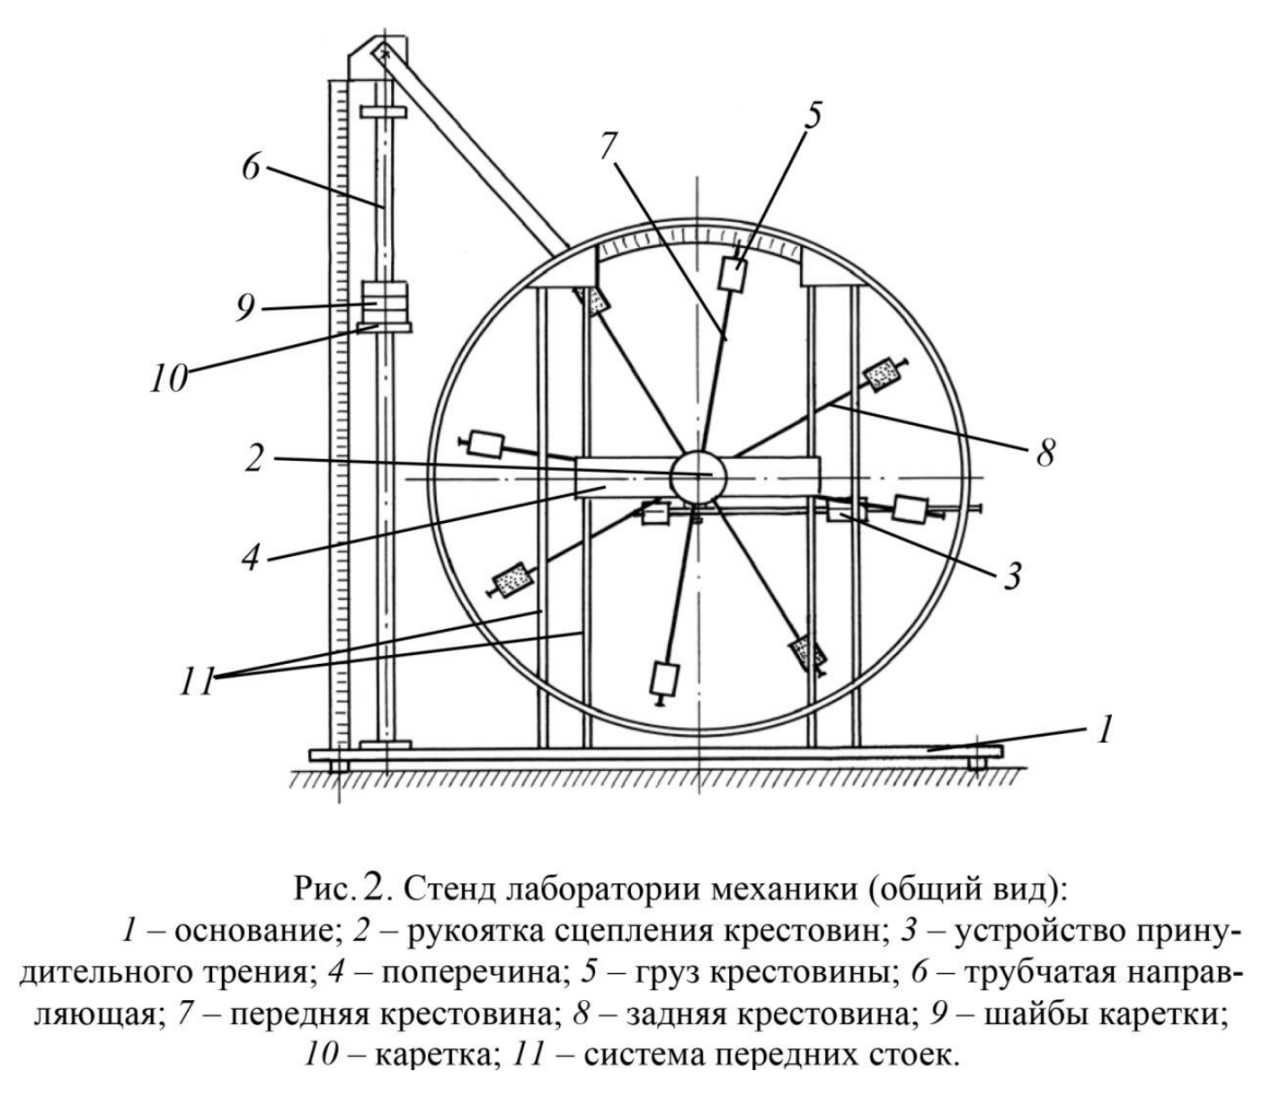 5
7
6
9
10
2
8
4
3
11
1
Рис. 2. Стенд лаборатории механики (общий вид):
1 – основание; 2 – рукоятка сцепления крестовин; 3 – устройство прину-
дительного трения; 4 – поперечина; 5 – груз крестовины; 6 – трубчатая направ-
ляющая; 7 – передняя крестовина; 8 – задняя крестовина; 9 – шайбы каретки;
10 – каретка; 11 – система передних стоек.